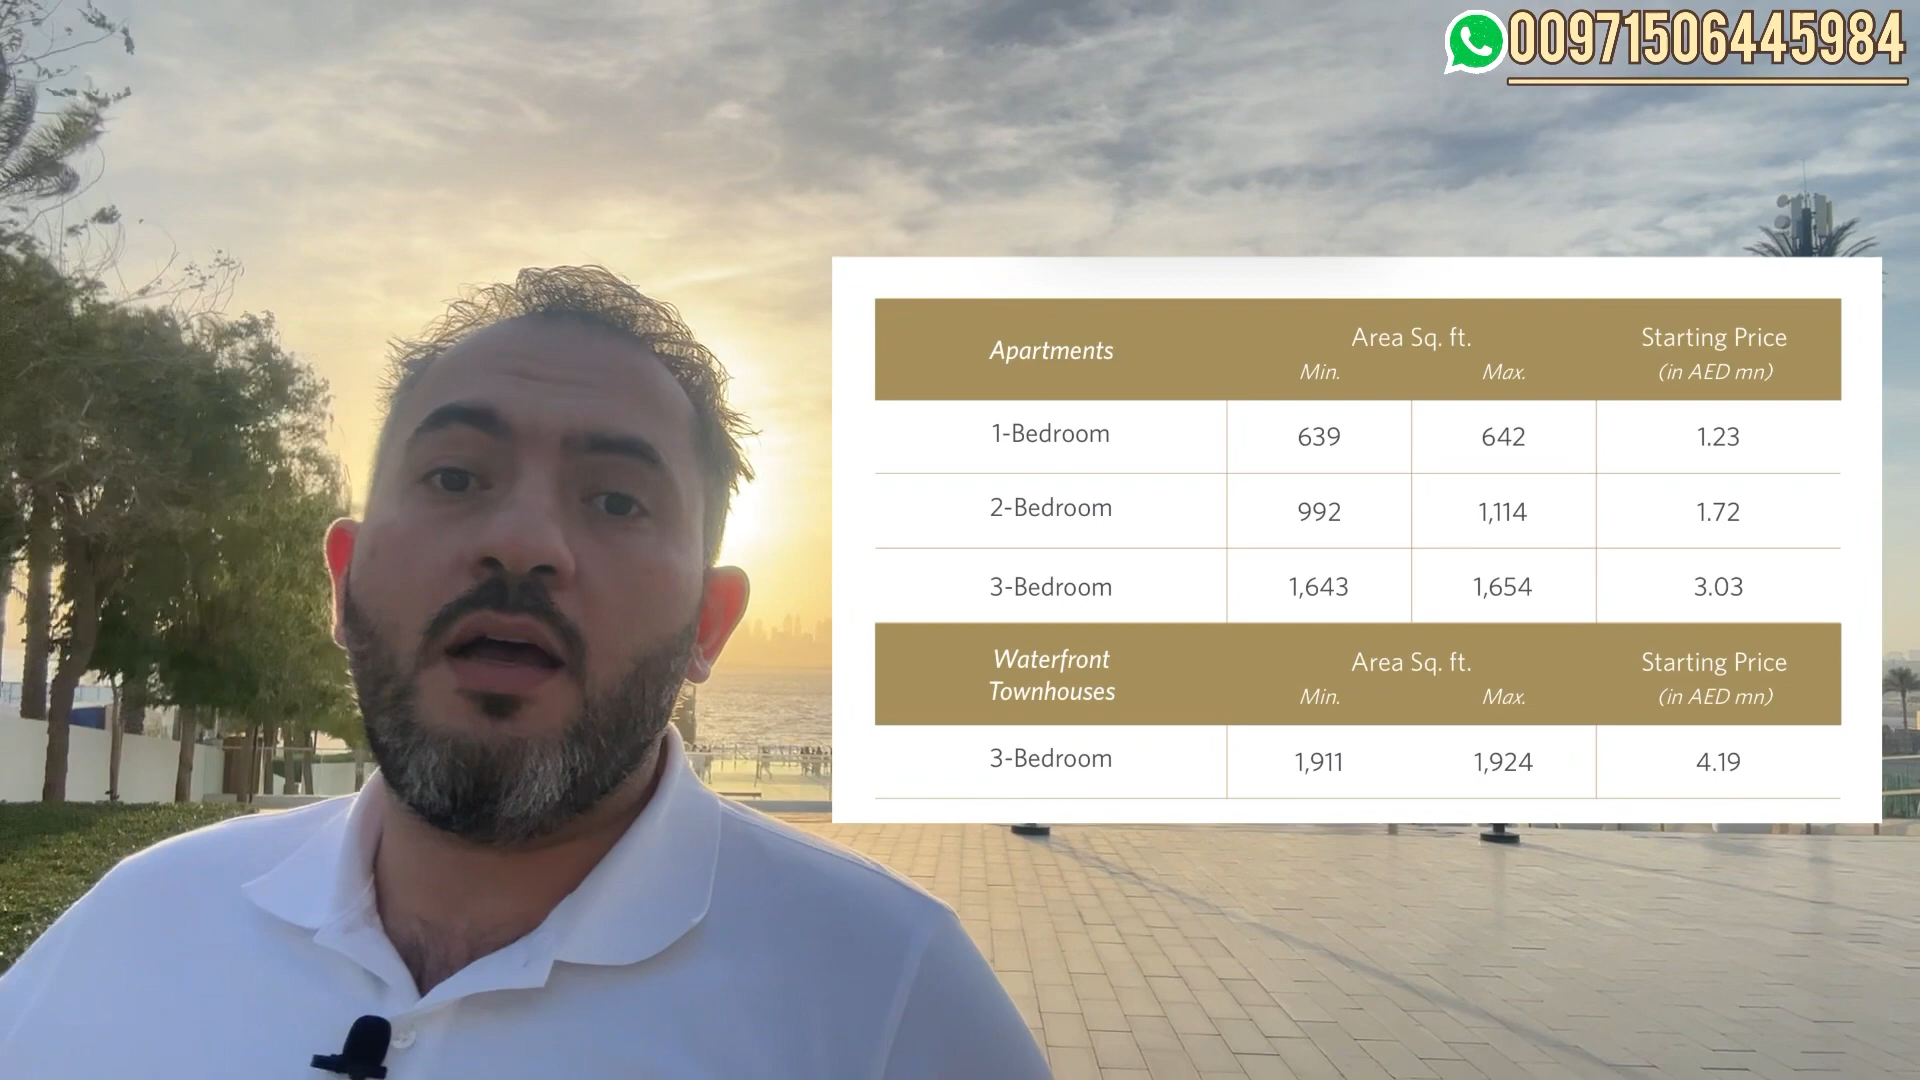 00971506445984
Apartments Area Sq. ft. Starting Price
Min. Max. (in AED mn)
1-Bedroom 639 642 1.23
2-Bedroom 992 1,114 1.72
3-Bedroom 1,643 1,654 3.03
Waterfront
Townhouses Area Sq. ft. Starting Price
Min. Max. (in AED mn)
3-Bedroom 1,911 1,924 4.19